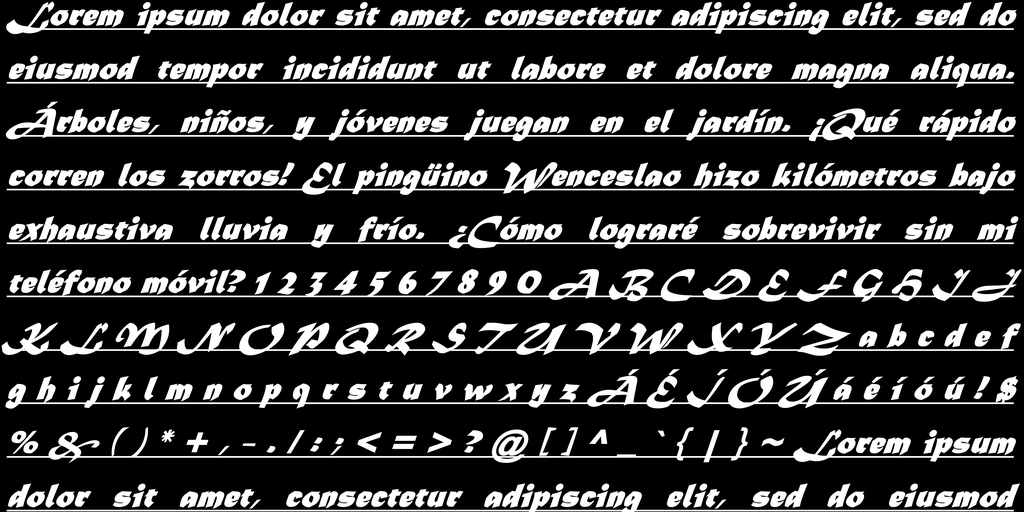 Lorem ipsum dolor sit amet, consectetur adipiscing elit, sed do
eiusmod tempor incididunt ut labore et dolore magna aliqua.
Árboles, niños, y jóvenes juegan en el jardín. ¡Qué rápido
corren los zorros! El pingüino Wenceslao hizo kilómetros bajo
exhaustiva lluvia y frío. ¿Cómo lograré sobrevivir sin mi
teléfono móvil? 1 2 3 4 5 6 7 8 9 0 A B C D E F G H I J
K L M N O P Q R S T U V W X Y Z a b c d e f
g h i j k l m n o p q r s t u v w x y z Á É Í Ó Ú á é í ó ú ! $
% & ( ) * + , - . / : ; < = > ? @ [ ] ^ _ ` { | } ~ Lorem ipsum
dolor sit amet, consectetur adipiscing elit, sed do eiusmod